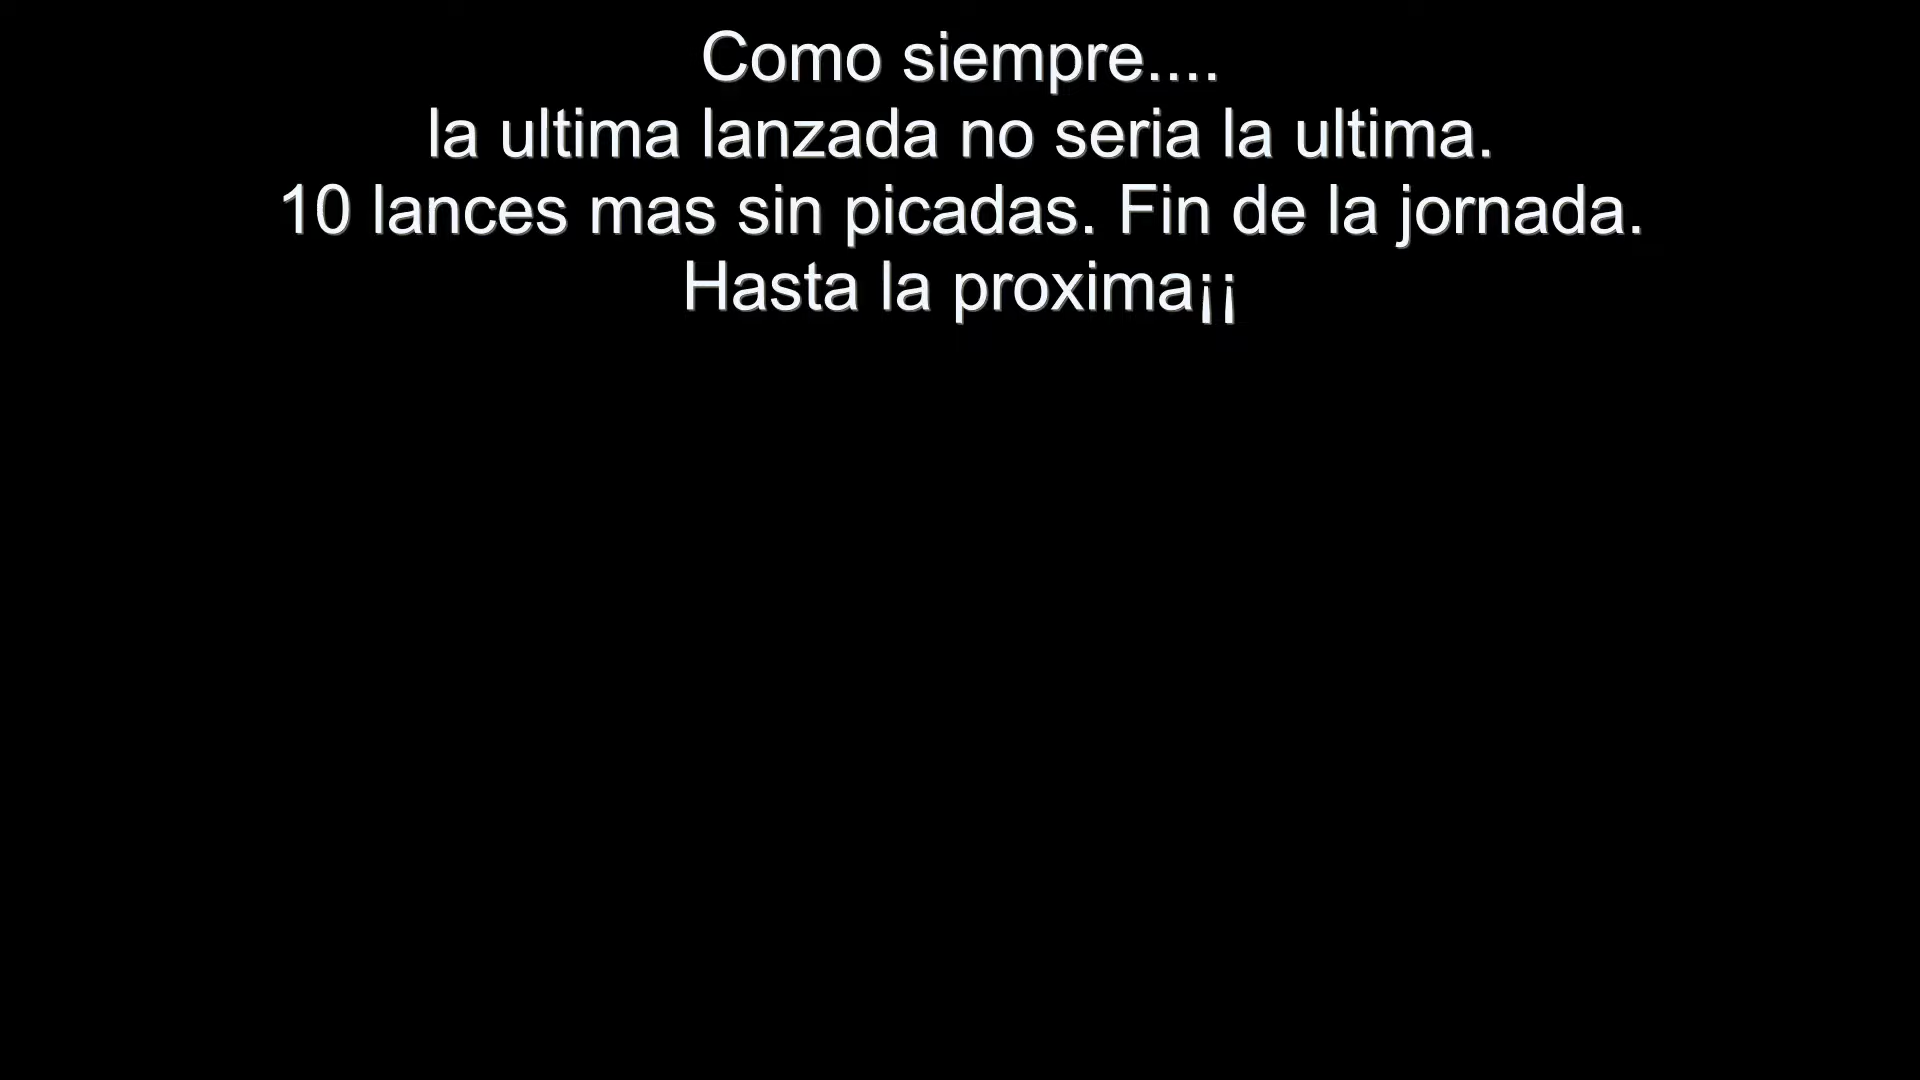 Como siempre....
la ultima lanzada no seria la ultima.
10 lances mas sin picadas. Fin de la jornada.
Hasta la proxima¡¡